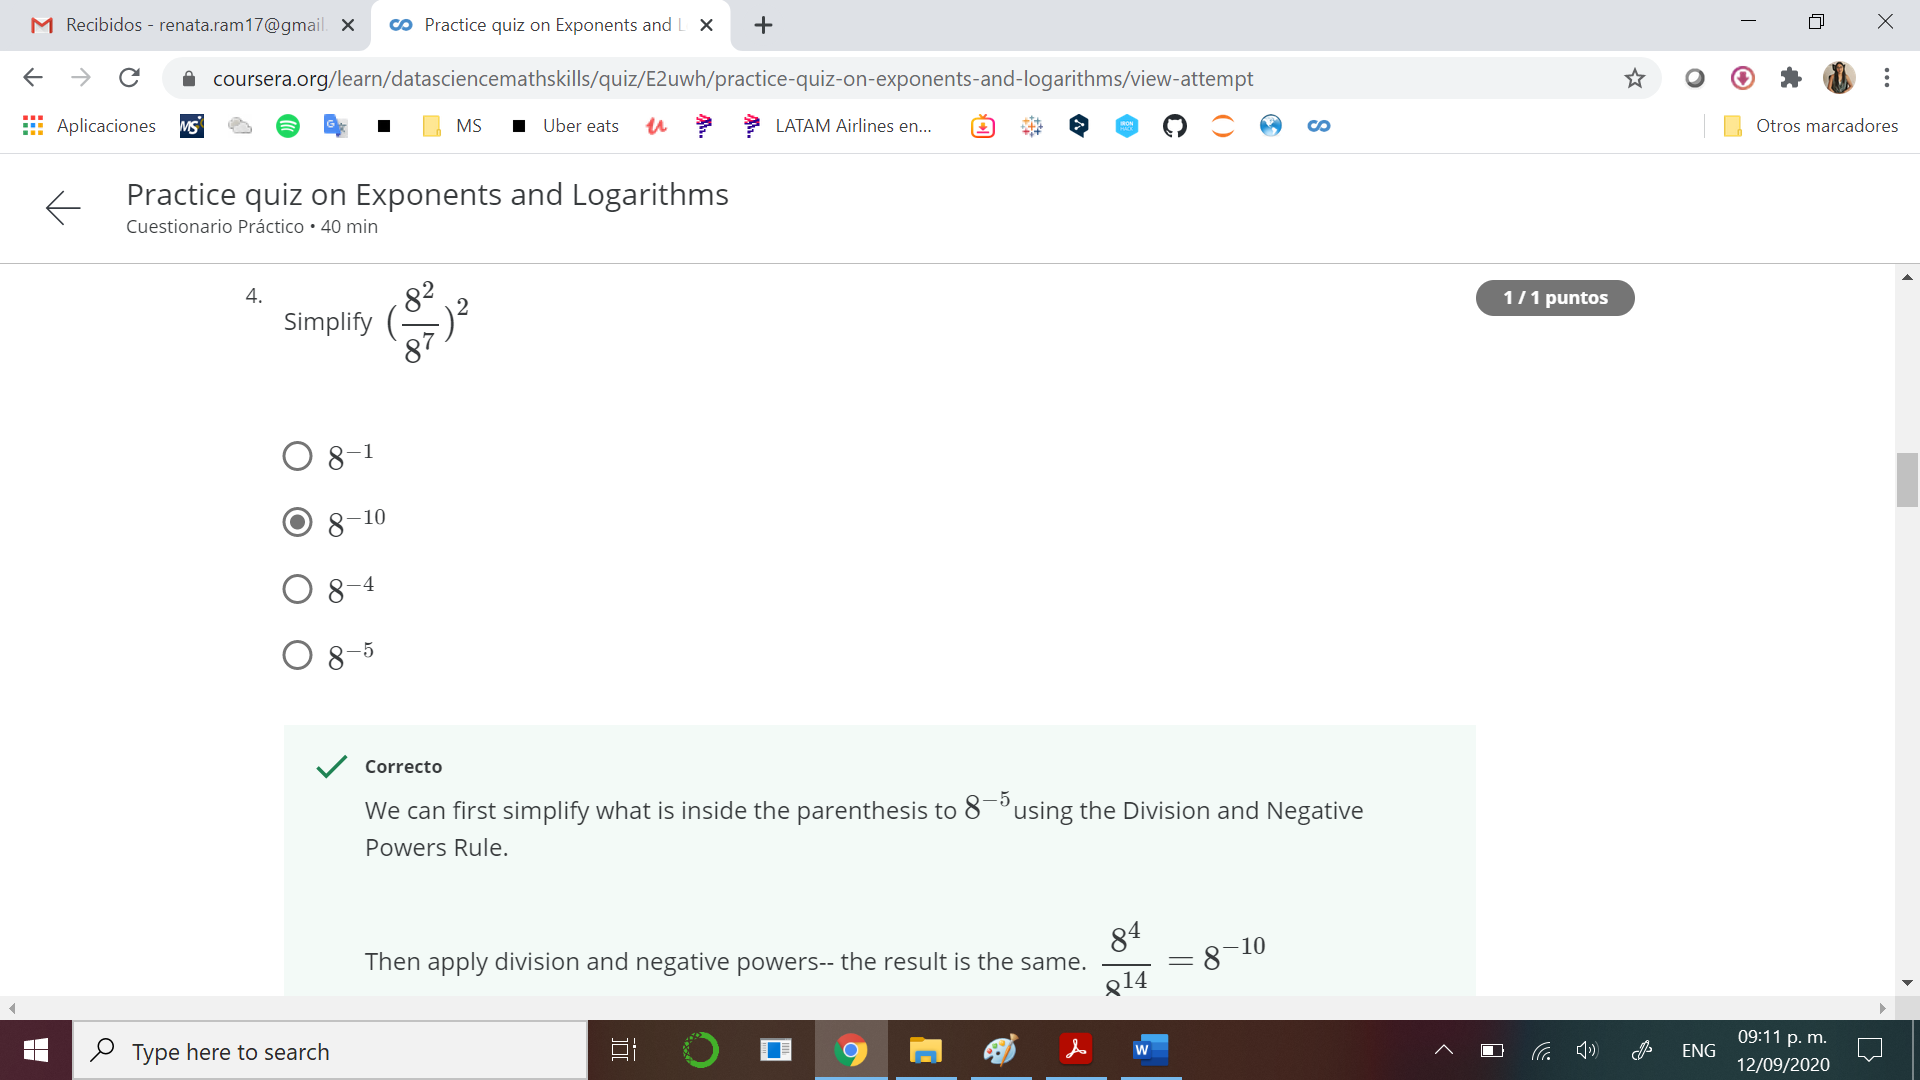 Recibidos - renata.ram17@gmail.
Practice quiz on Exponents and L
coursera.org/learn/datasciencemathskills/quiz/E2uwh/practice-quiz-on-exponents-and-logarithms/view-attempt
Aplicaciones MS MS Uber eats LATAM Airlines en... IRON HACK Otros marcadores
Practice quiz on Exponents and Logarithms
Cuestionario Práctico • 40 min
4. Simplify (8^2/8^7)^2
1 / 1 puntos
8^−1
8^−10
8^−4
8^−5
Correcto
We can first simplify what is inside the parenthesis to 8^−5 using the Division and Negative
Powers Rule.
Then apply division and negative powers-- the result is the same. 8^4/8^14 = 8^−10
Type here to search
ENG
09:11 p. m.
12/09/2020